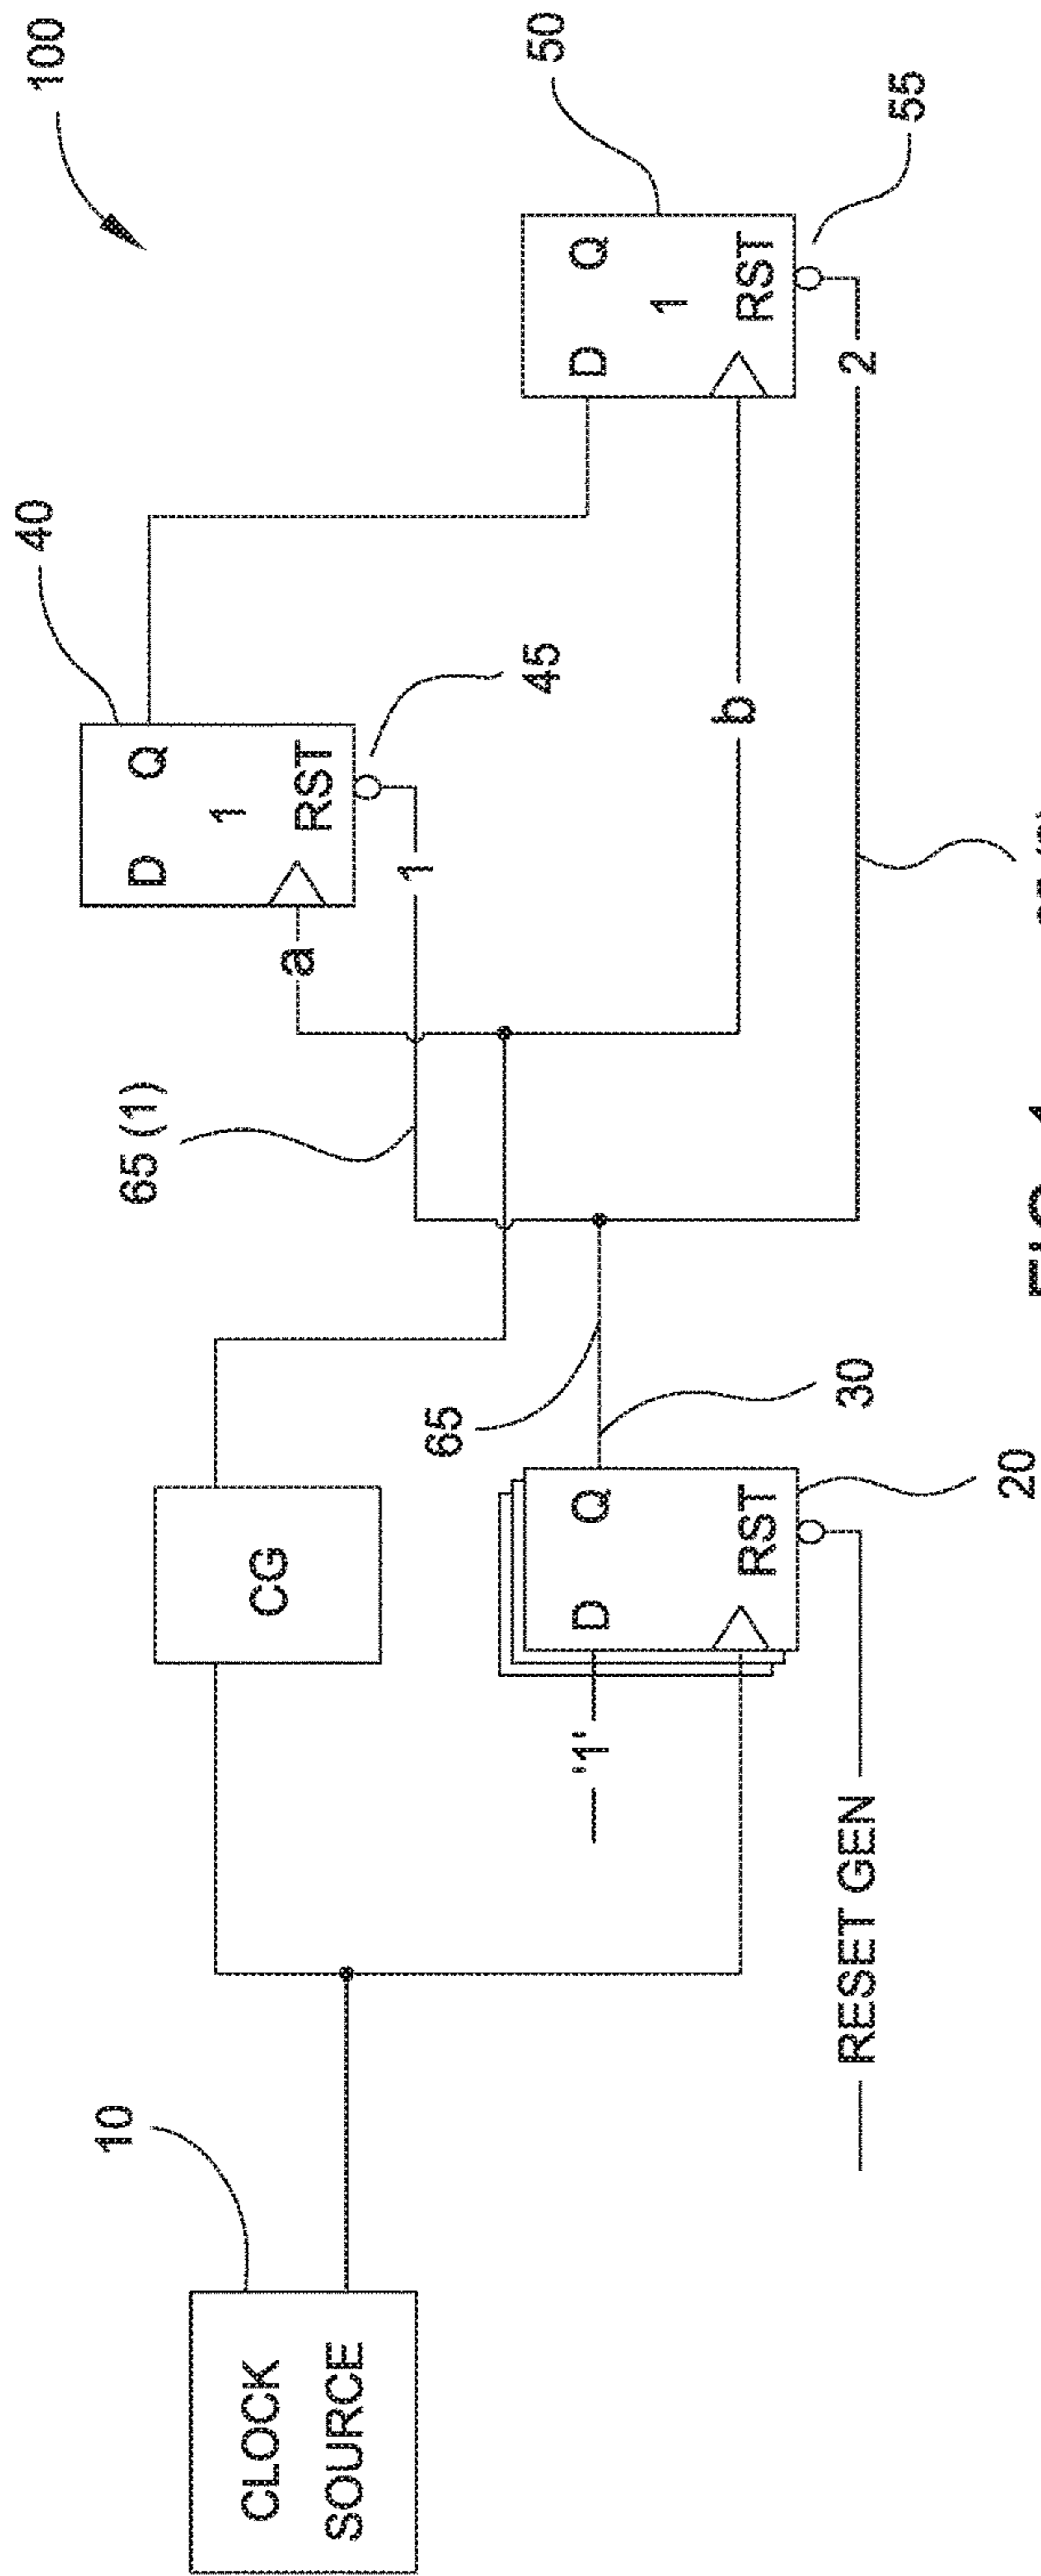 100
40
50
D Q
1
RST
45
a
1
65 (1)
D Q
1
RST
55
b
2
10
CLOCK
SOURCE
CG
65
30
'1'
D Q
RST
20
RESET GEN